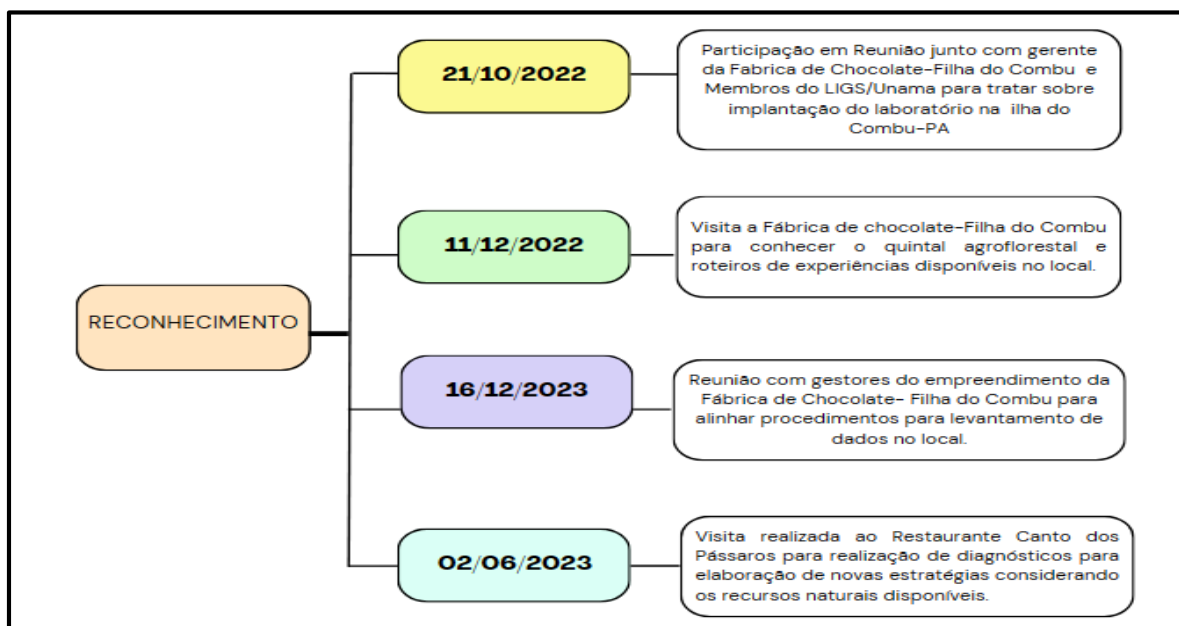 RECONHECIMENTO
21/10/2022
Participação em Reunião junto com gerente
da Fabrica de Chocolate-Filha do Combu e
Membros do LIGS/Unama para tratar sobre
implantação do laboratório na ilha do
Combu-PA
11/12/2022
Visita a Fábrica de chocolate-Filha do Combu
para conhecer o quintal agroflorestal e
roteiros de experiências disponíveis no local.
16/12/2023
Reunião com gestores do empreendimento da
Fábrica de Chocolate- Filha do Combu para
alinhar procedimentos para levantamento de
dados no local.
02/06/2023
Visita realizada ao Restaurante Canto dos
Pássaros para realização de diagnósticos para
elaboração de novas estratégias considerando
os recursos naturais disponíveis.